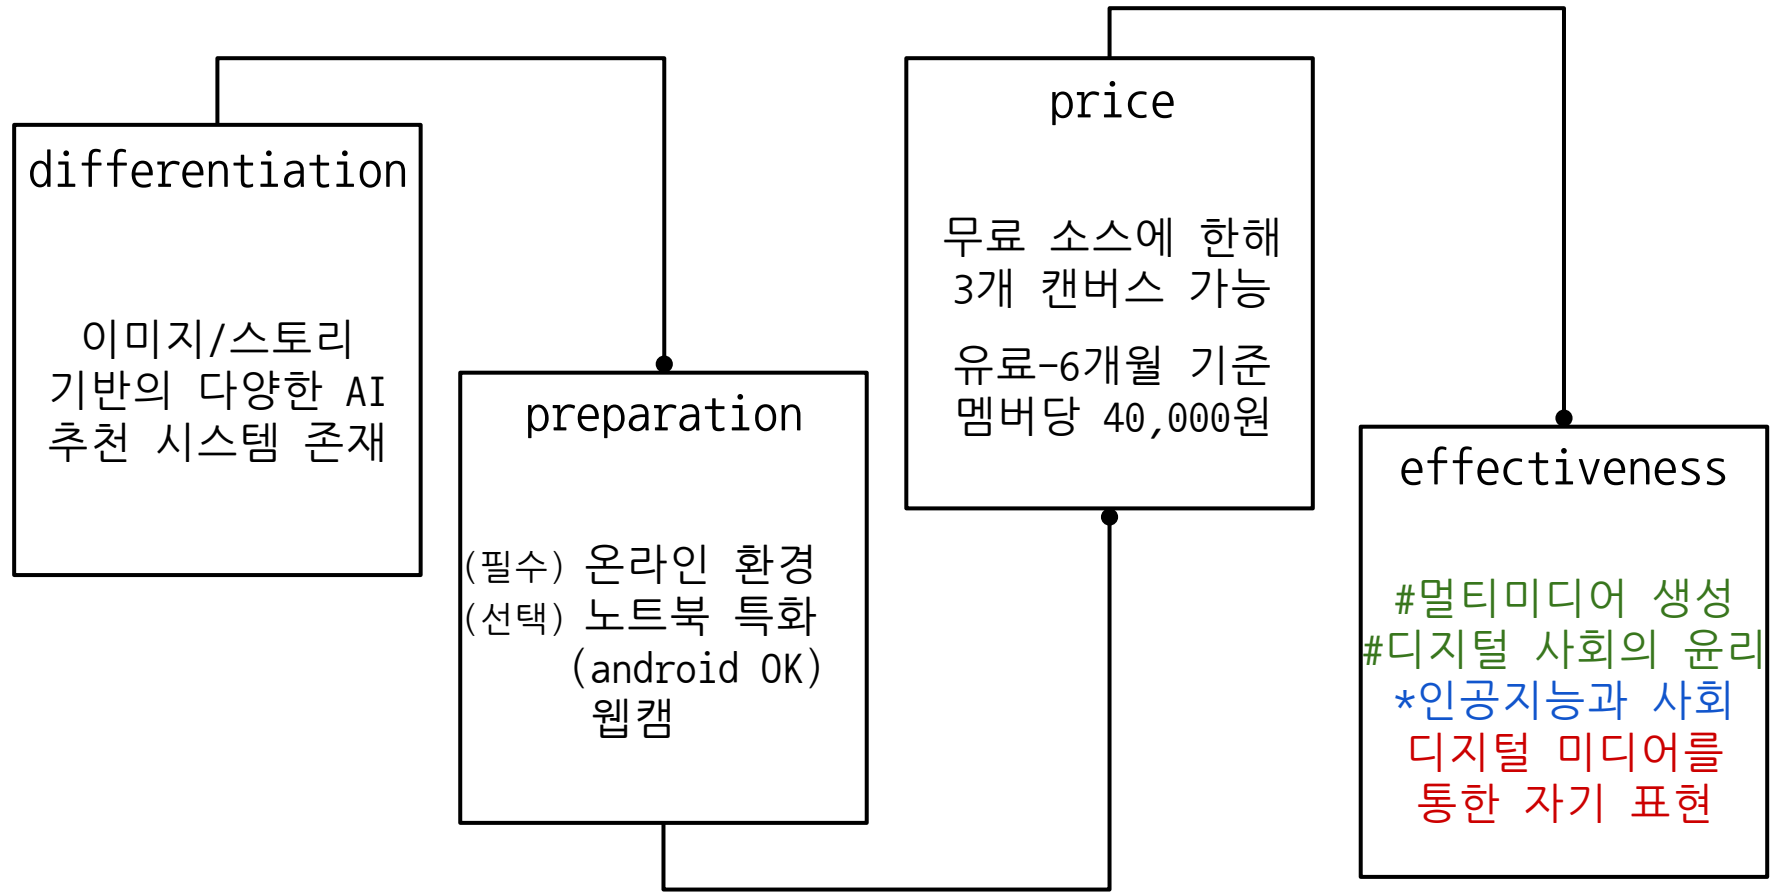 differentiation
이미지/스토리
기반의 다양한 AI
추천 시스템 존재
preparation
(필수) 온라인 환경
(선택) 노트북 특화
(android OK)
웹캠
price
무료 소스에 한해
3개 캔버스 가능
유료-6개월 기준
멤버당 40,000원
effectiveness
#멀티미디어 생성
#디지털 사회의 윤리
*인공지능과 사회
디지털 미디어를
통한 자기 표현